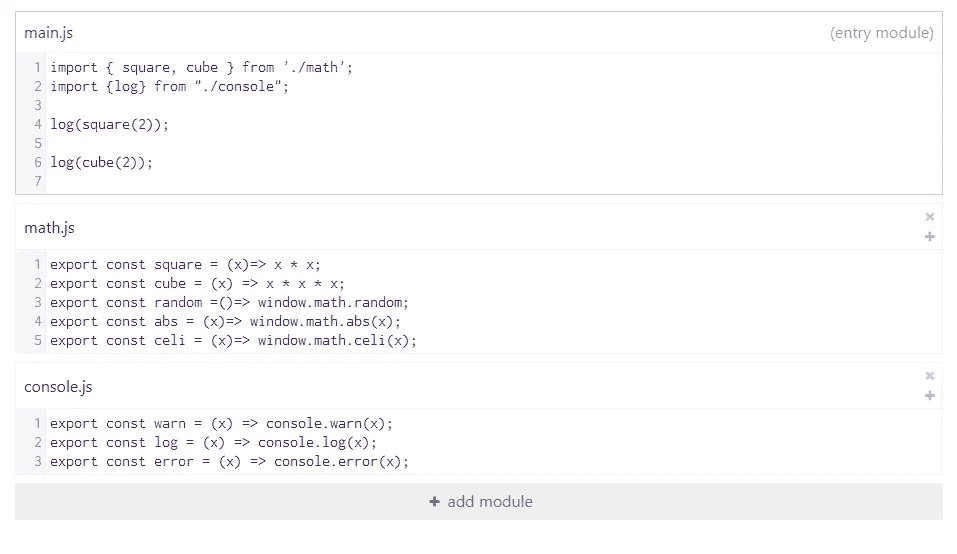 main.js (entry module)
1 import { square, cube } from './math';
2 import {log} from "./console";
3
4 log(square(2));
5
6 log(cube(2));
7
math.js
1 export const square = (x)=> x * x;
2 export const cube = (x) => x * x * x;
3 export const random =()=> window.math.random;
4 export const abs = (x)=> window.math.abs(x);
5 export const celi = (x)=> window.math.celi(x);
console.js
1 export const warn = (x) => console.warn(x);
2 export const log = (x) => console.log(x);
3 export const error = (x) => console.error(x);
+ add module